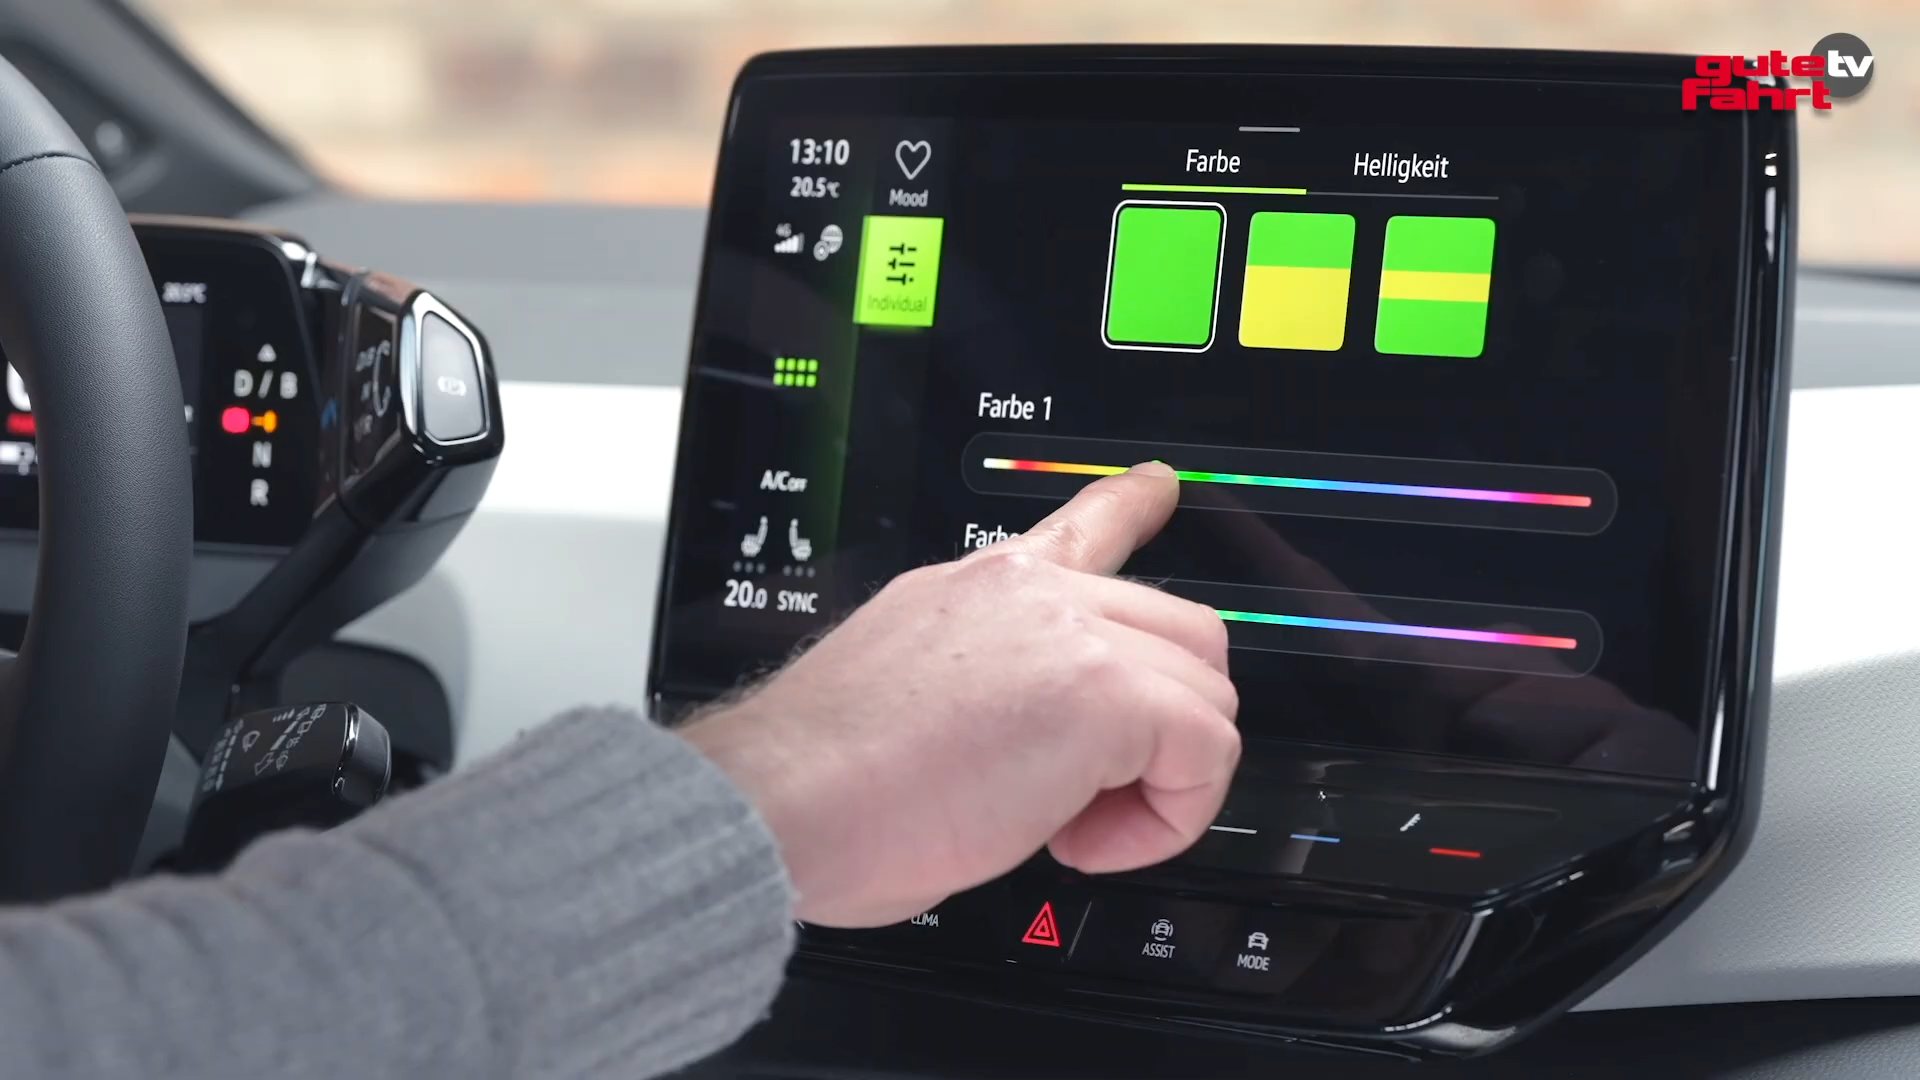 gute tv
fahrt
13:10
20.5°C
4G
Mood
Individual
Farbe
Helligkeit
Farbe 1
A/C OFF
20.0 SYNC
D / B
N
R
CLIMA
ASSIST
MODE